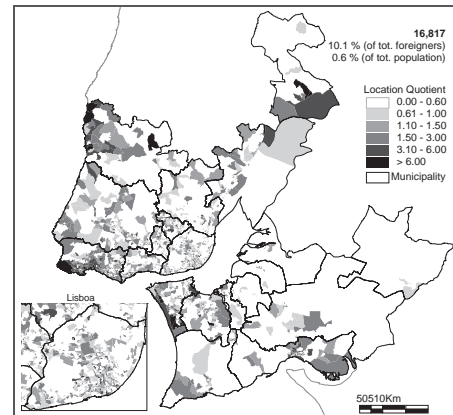 16,817
10.1 % (of tot. foreigners)
0.6 % (of tot. population)
Location Quotient
0.00 - 0.60
0.61 - 1.00
1.10 - 1.50
1.50 - 3.00
3.10 - 6.00
> 6.00
Municipality
Lisboa
50510Km